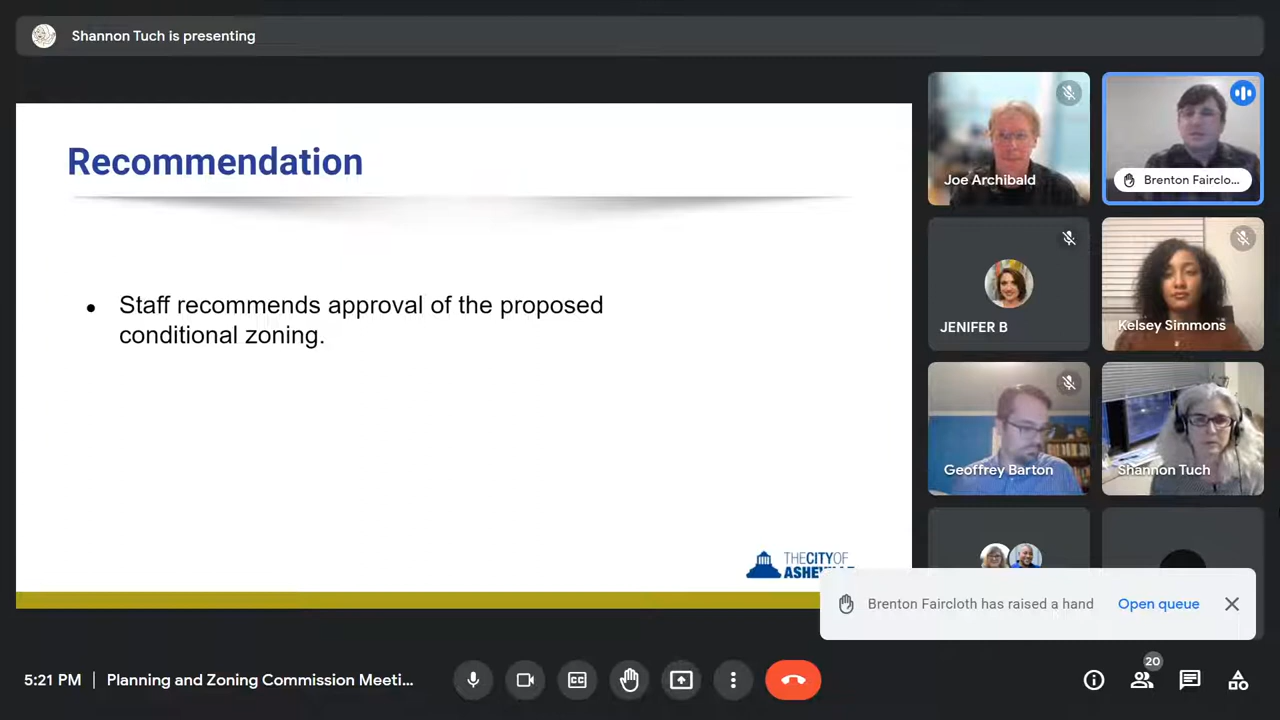 Shannon Tuch is presenting
Recommendation
● Staff recommends approval of the proposed
conditional zoning.
THE CITY OF
ASHEVILLE
Joe Archibald
Brenton Fairclo...
JENIFER B
Kelsey Simmons
Geoffrey Barton
Shannon Tuch
Brenton Faircloth has raised a hand
Open queue
5:21 PM | Planning and Zoning Commission Meeti...
CC
20